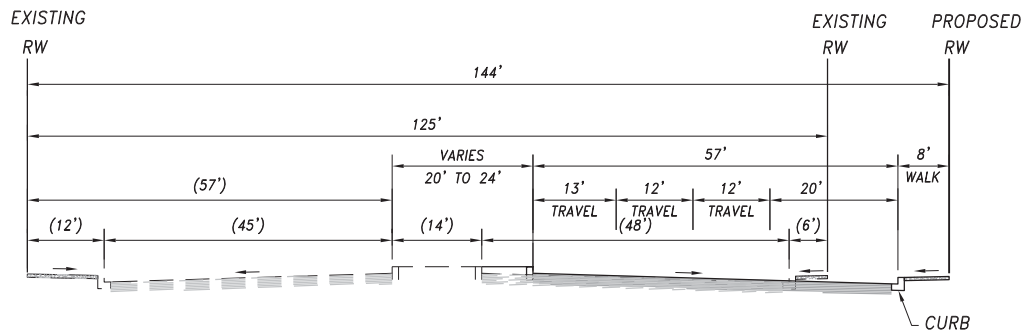 EXISTING
RW
EXISTING
RW
PROPOSED
RW
144'
125'
VARIES
20' TO 24'
57'
8'
WALK
(57')
13'
TRAVEL
12'
TRAVEL
12'
TRAVEL
20'
(12')
(45')
(14')
(48')
(6')
CURB